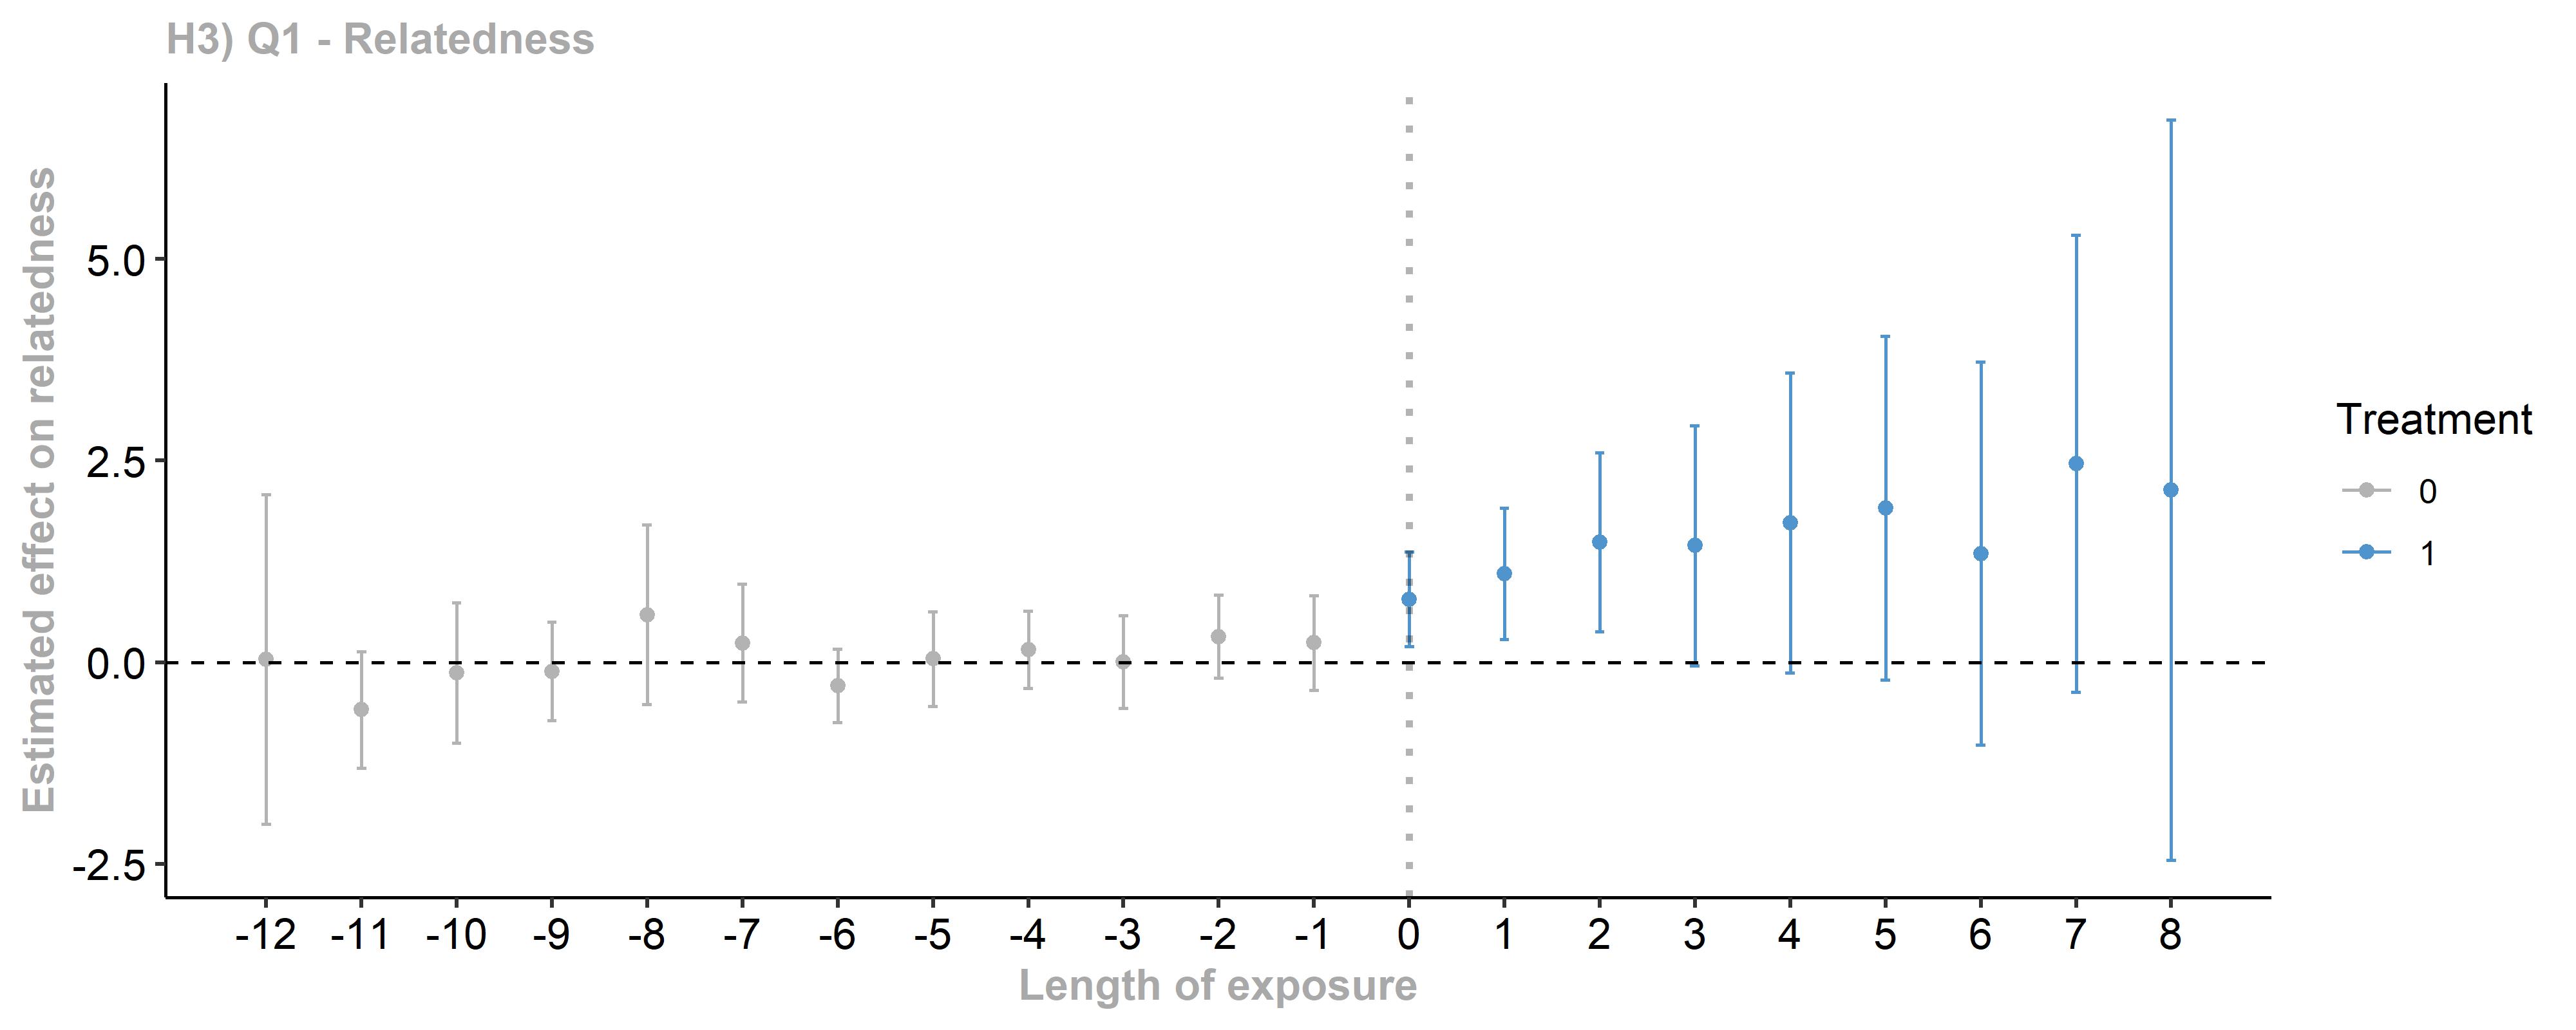 H3) Q1 - Relatedness
Estimated effect on relatedness
5.0
2.5
0.0
-2.5
-12 -11 -10 -9 -8 -7 -6 -5 -4 -3 -2 -1 0 1 2 3 4 5 6 7 8
Length of exposure
Treatment
0
1